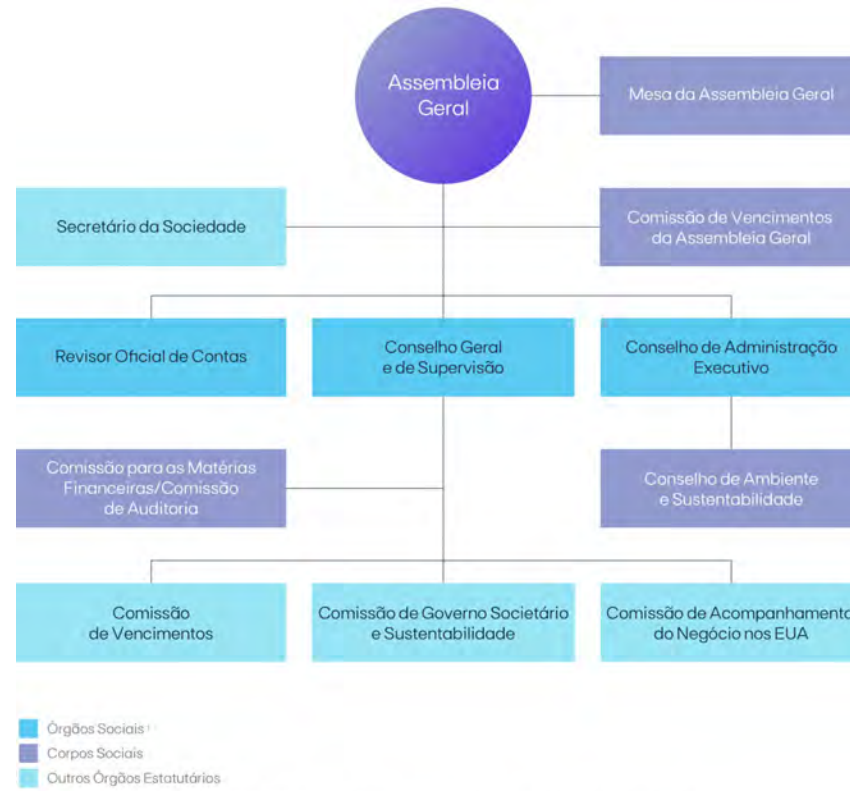 Assembleia
Geral
Mesa da Assembleia Geral
Secretário da Sociedade
Comissão de Vencimentos
da Assembleia Geral
Revisor Oficial de Contas
Conselho Geral
e de Supervisão
Conselho de Administração
Executivo
Comissão para as Matérias
Financeiras/Comissão
de Auditoria
Conselho de Ambiente
e Sustentabilidade
Comissão
de Vencimentos
Comissão de Governo Societário
e Sustentabilidade
Comissão de Acompanhamento
do Negócio nos EUA
Órgãos Sociais
Corpos Sociais
Outros Órgãos Estatutários